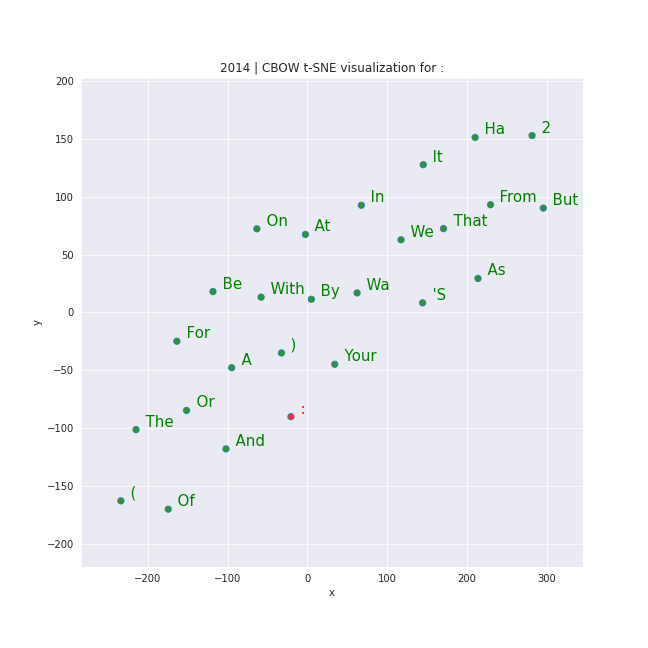 2014 | CBOW t-SNE visualization for :
200
150
100
50
0
−50
−100
−150
−200
y
Ha
2
It
In
From
But
On
At
We
That
As
Be
With
By
Wa
'S
For
)
A
Your
Or
:
The
And
(
Of
−200
−100
0
100
200
300
x